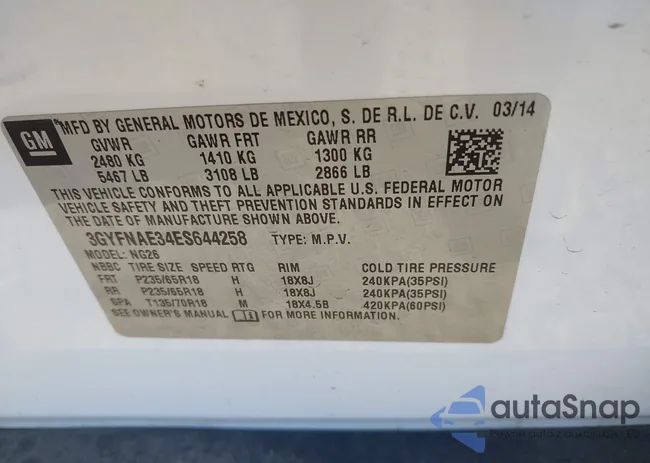 GM
MFD BY GENERAL MOTORS DE MEXICO, S. DE R.L. DE C.V. 03/14
GVWR GAWR FRT GAWR RR
2480 KG 1410 KG 1300 KG
5467 LB 3108 LB 2866 LB
THIS VEHICLE CONFORMS TO ALL APPLICABLE U.S. FEDERAL MOTOR
VEHICLE SAFETY AND THEFT PREVENTION STANDARDS IN EFFECT ON
THE DATE OF MANUFACTURE SHOWN ABOVE.
3GYFNAE34ES644258 TYPE: M.P.V.
MODEL: NG26
NBBC TIRE SIZE SPEED RTG RIM COLD TIRE PRESSURE
FRT P235/65R18 H 18X8J 240KPA(35PSI)
RR P235/65R18 H 18X8J 240KPA(35PSI)
SPA T135/70R18 M 18X4.5B 420KPA(60PSI)
SEE OWNER'S MANUAL FOR MORE INFORMATION.
autoSnap